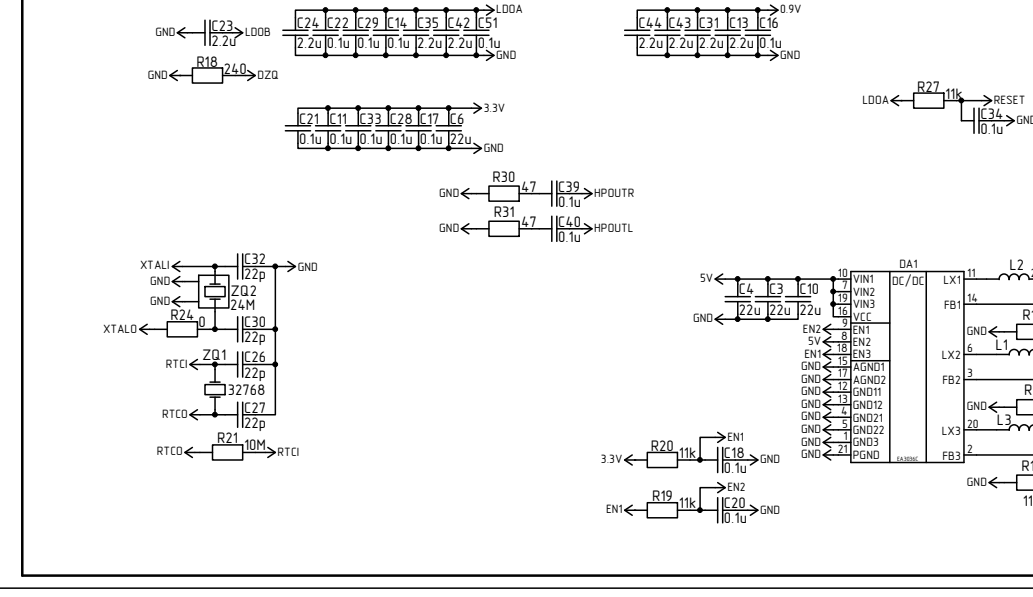 LDOA
C24 C22 C29 C14 C35 C42 C51
2.2u 0.1u 0.1u 0.1u 2.2u 2.2u 0.1u
GND
GND C23 LDOB
2.2u
R18
GND 240 DZQ
0.9V
C44 C43 C31 C13 C16
2.2u 2.2u 2.2u 2.2u 0.1u
GND
R27
LDOA 11k RESET
C34 GND
0.1u
3.3V
C21 C11 C33 C28 C17 C6
0.1u 0.1u 0.1u 0.1u 0.1u 22u
GND
R30
GND 47 C39 HPOUTR
0.1u
R31
GND 47 C40 HPOUTL
0.1u
XTALI C32 GND
22p
GND ZQ2
GND 24M
R24
XTALO 0 C30
22p
ZQ1
RTCI C26
22p
32768
RTCO C27
22p
R21
RTCO 10M RTCI
5V
C4 C3 C10
22u 22u 22u
GND
DA1
DC/DC
EA3036C
10 VIN1
7 VIN2
19 VIN3
16 VCC
EN2 9 EN1
5V 8 EN2
EN1 18 EN3
GND 15 AGND1
GND 17 AGND2
GND 12 GND11
GND 13 GND12
GND 4 GND21
GND 5 GND22
GND 1 GND3
GND 21 PGND
LX1 11 L2
FB1 14
GND
LX2 6 L1
FB2 3
GND
LX3 20 L3
FB3 2
GND
11
EN1
R20
3.3V 11k C18 GND
0.1u
EN2
R19
EN1 11k C20 GND
0.1u